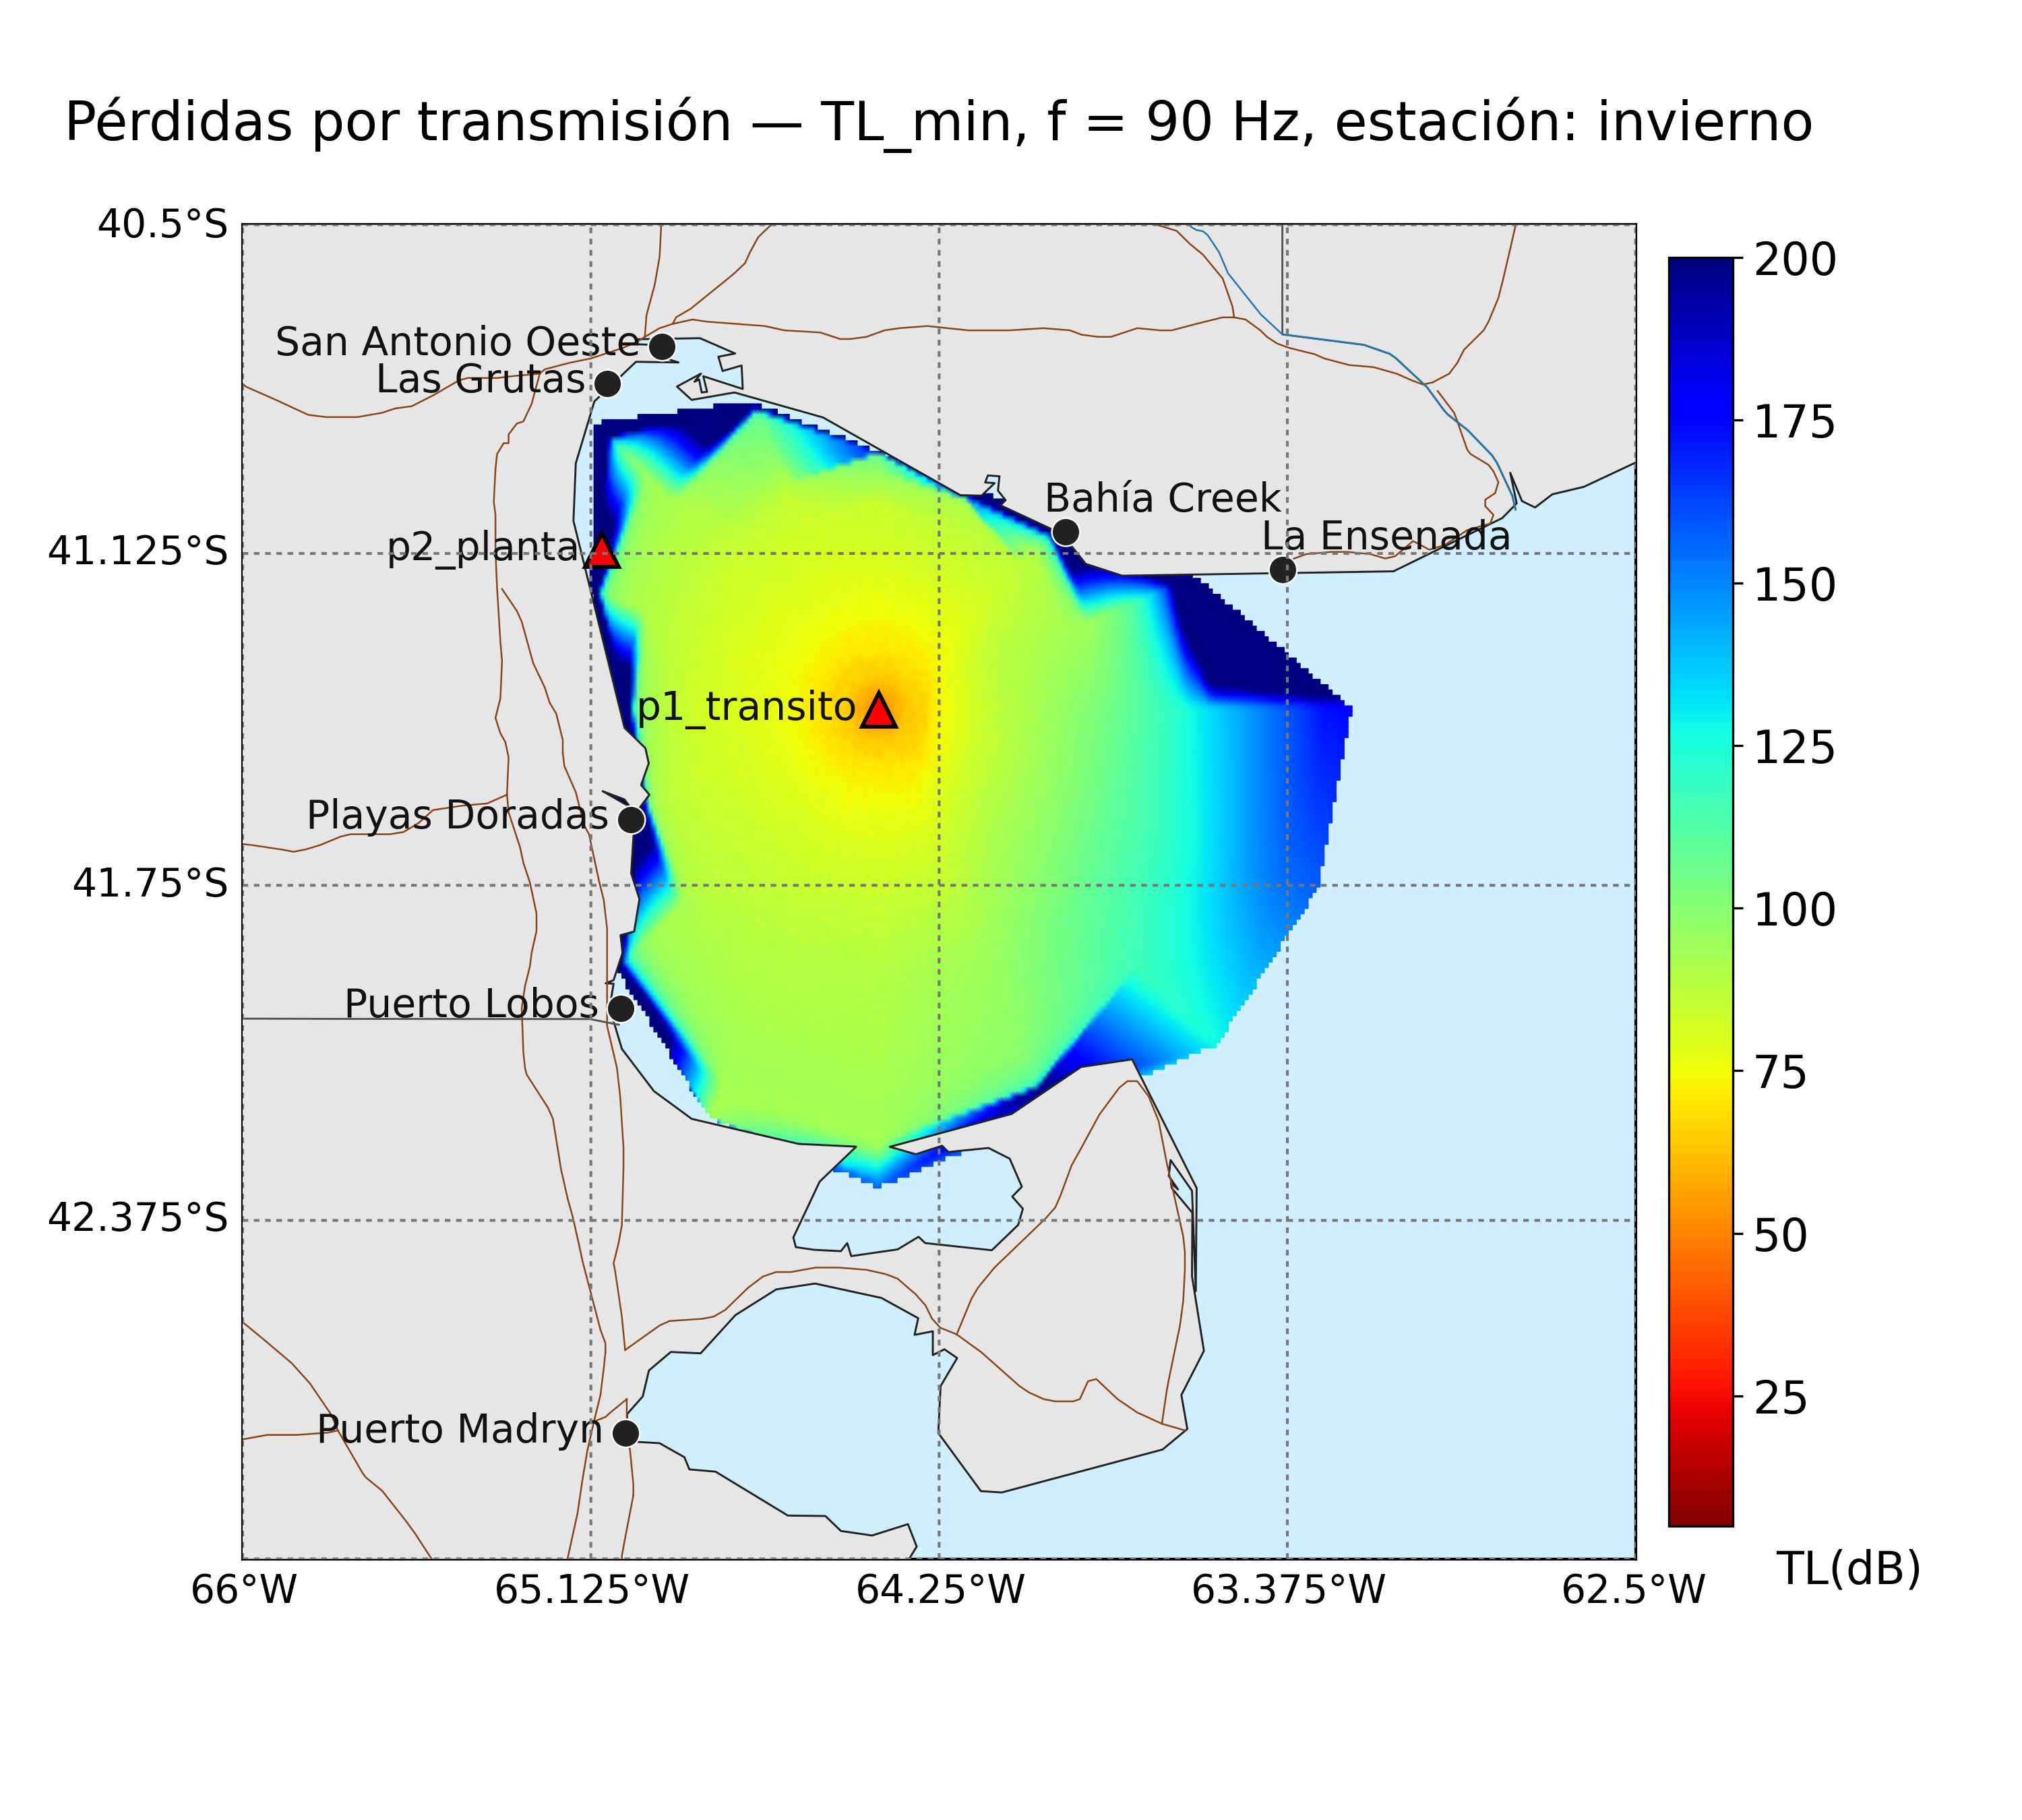 Pérdidas por transmisión — TL_min, f = 90 Hz, estación: invierno
40.5°S
200
San Antonio Oeste
Las Grutas
175
Bahía Creek
La Ensenada
p2_planta
41.125°S
150
p1_transito
125
Playas Doradas
41.75°S
100
Puerto Lobos
75
42.375°S
50
25
Puerto Madryn
TL(dB)
66°W 65.125°W 64.25°W 63.375°W 62.5°W